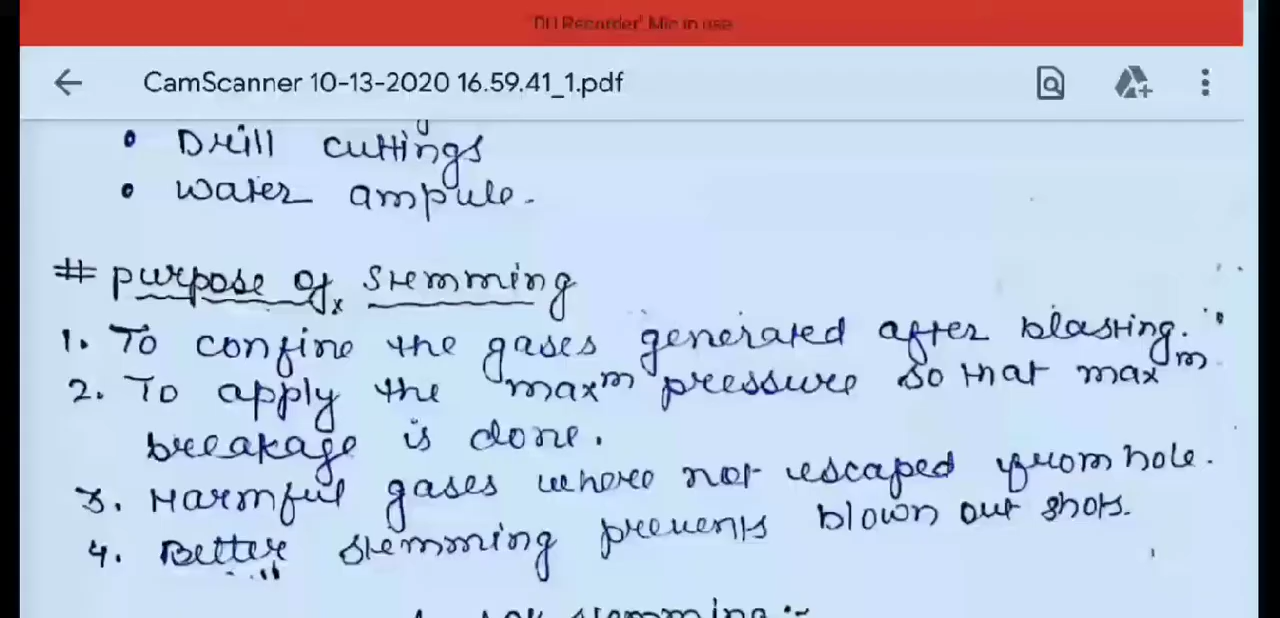 'DU Recorder' Mic in use
CamScanner 10-13-2020 16.59.41_1.pdf
• Drill cuttings
• Water ampule.
# purpose of stemming
1. To confine the gases generated after blasting.
2. To apply the maxm pressure so that maxm
breakage is done.
3. Harmful gases where not escaped from hole.
4. Better stemming prevents blown out shots.
stemming :-